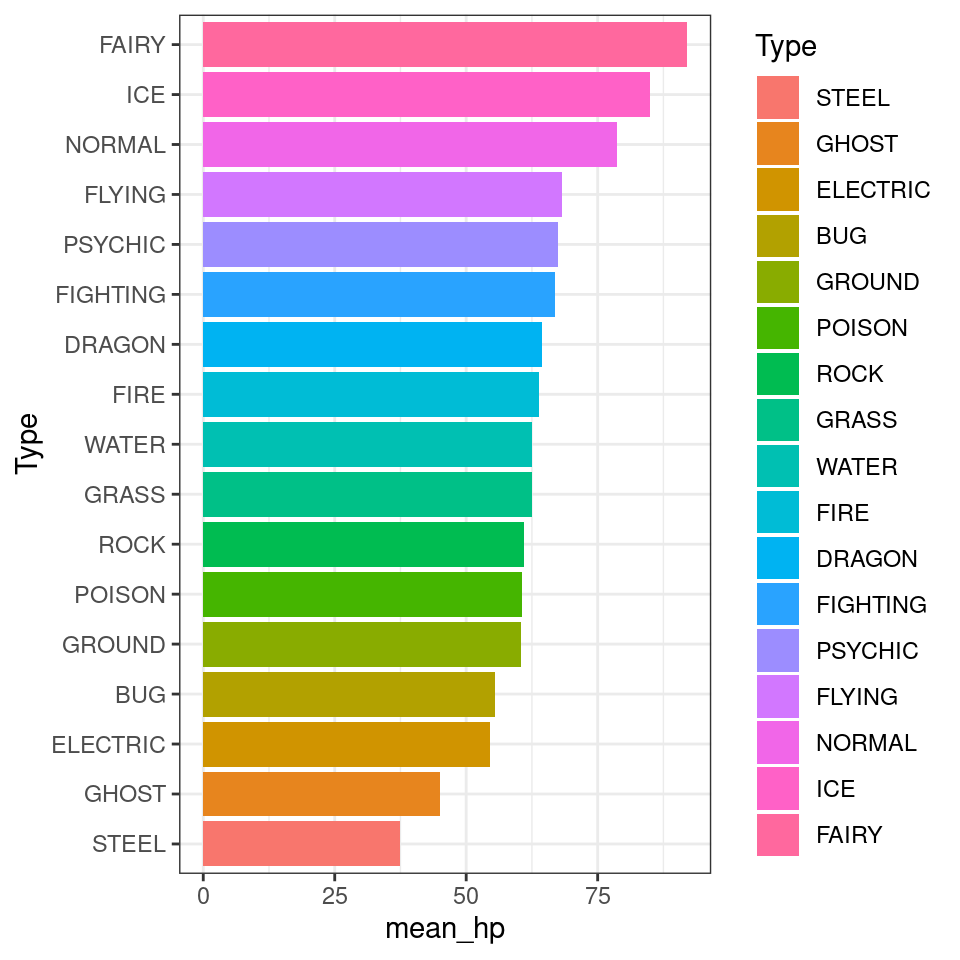 FAIRY
ICE
NORMAL
FLYING
PSYCHIC
FIGHTING
DRAGON
FIRE
WATER
GRASS
ROCK
POISON
GROUND
BUG
ELECTRIC
GHOST
STEEL
Type
0 25 50 75
mean_hp
Type
STEEL
GHOST
ELECTRIC
BUG
GROUND
POISON
ROCK
GRASS
WATER
FIRE
DRAGON
FIGHTING
PSYCHIC
FLYING
NORMAL
ICE
FAIRY